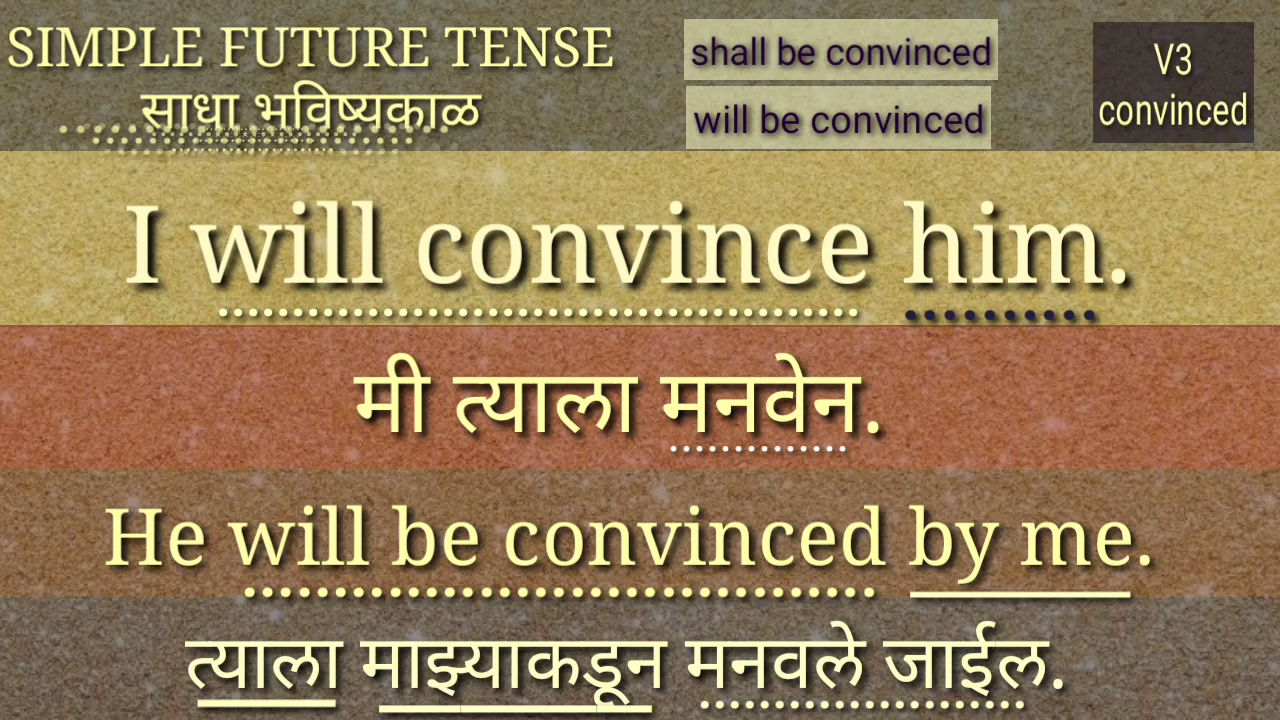 SIMPLE FUTURE TENSE
साधा भविष्यकाळ
shall be convinced
will be convinced
V3
convinced
I will convince him.
मी त्याला मनवेन.
He will be convinced by me.
त्याला माझ्याकडून मनवले जाईल.